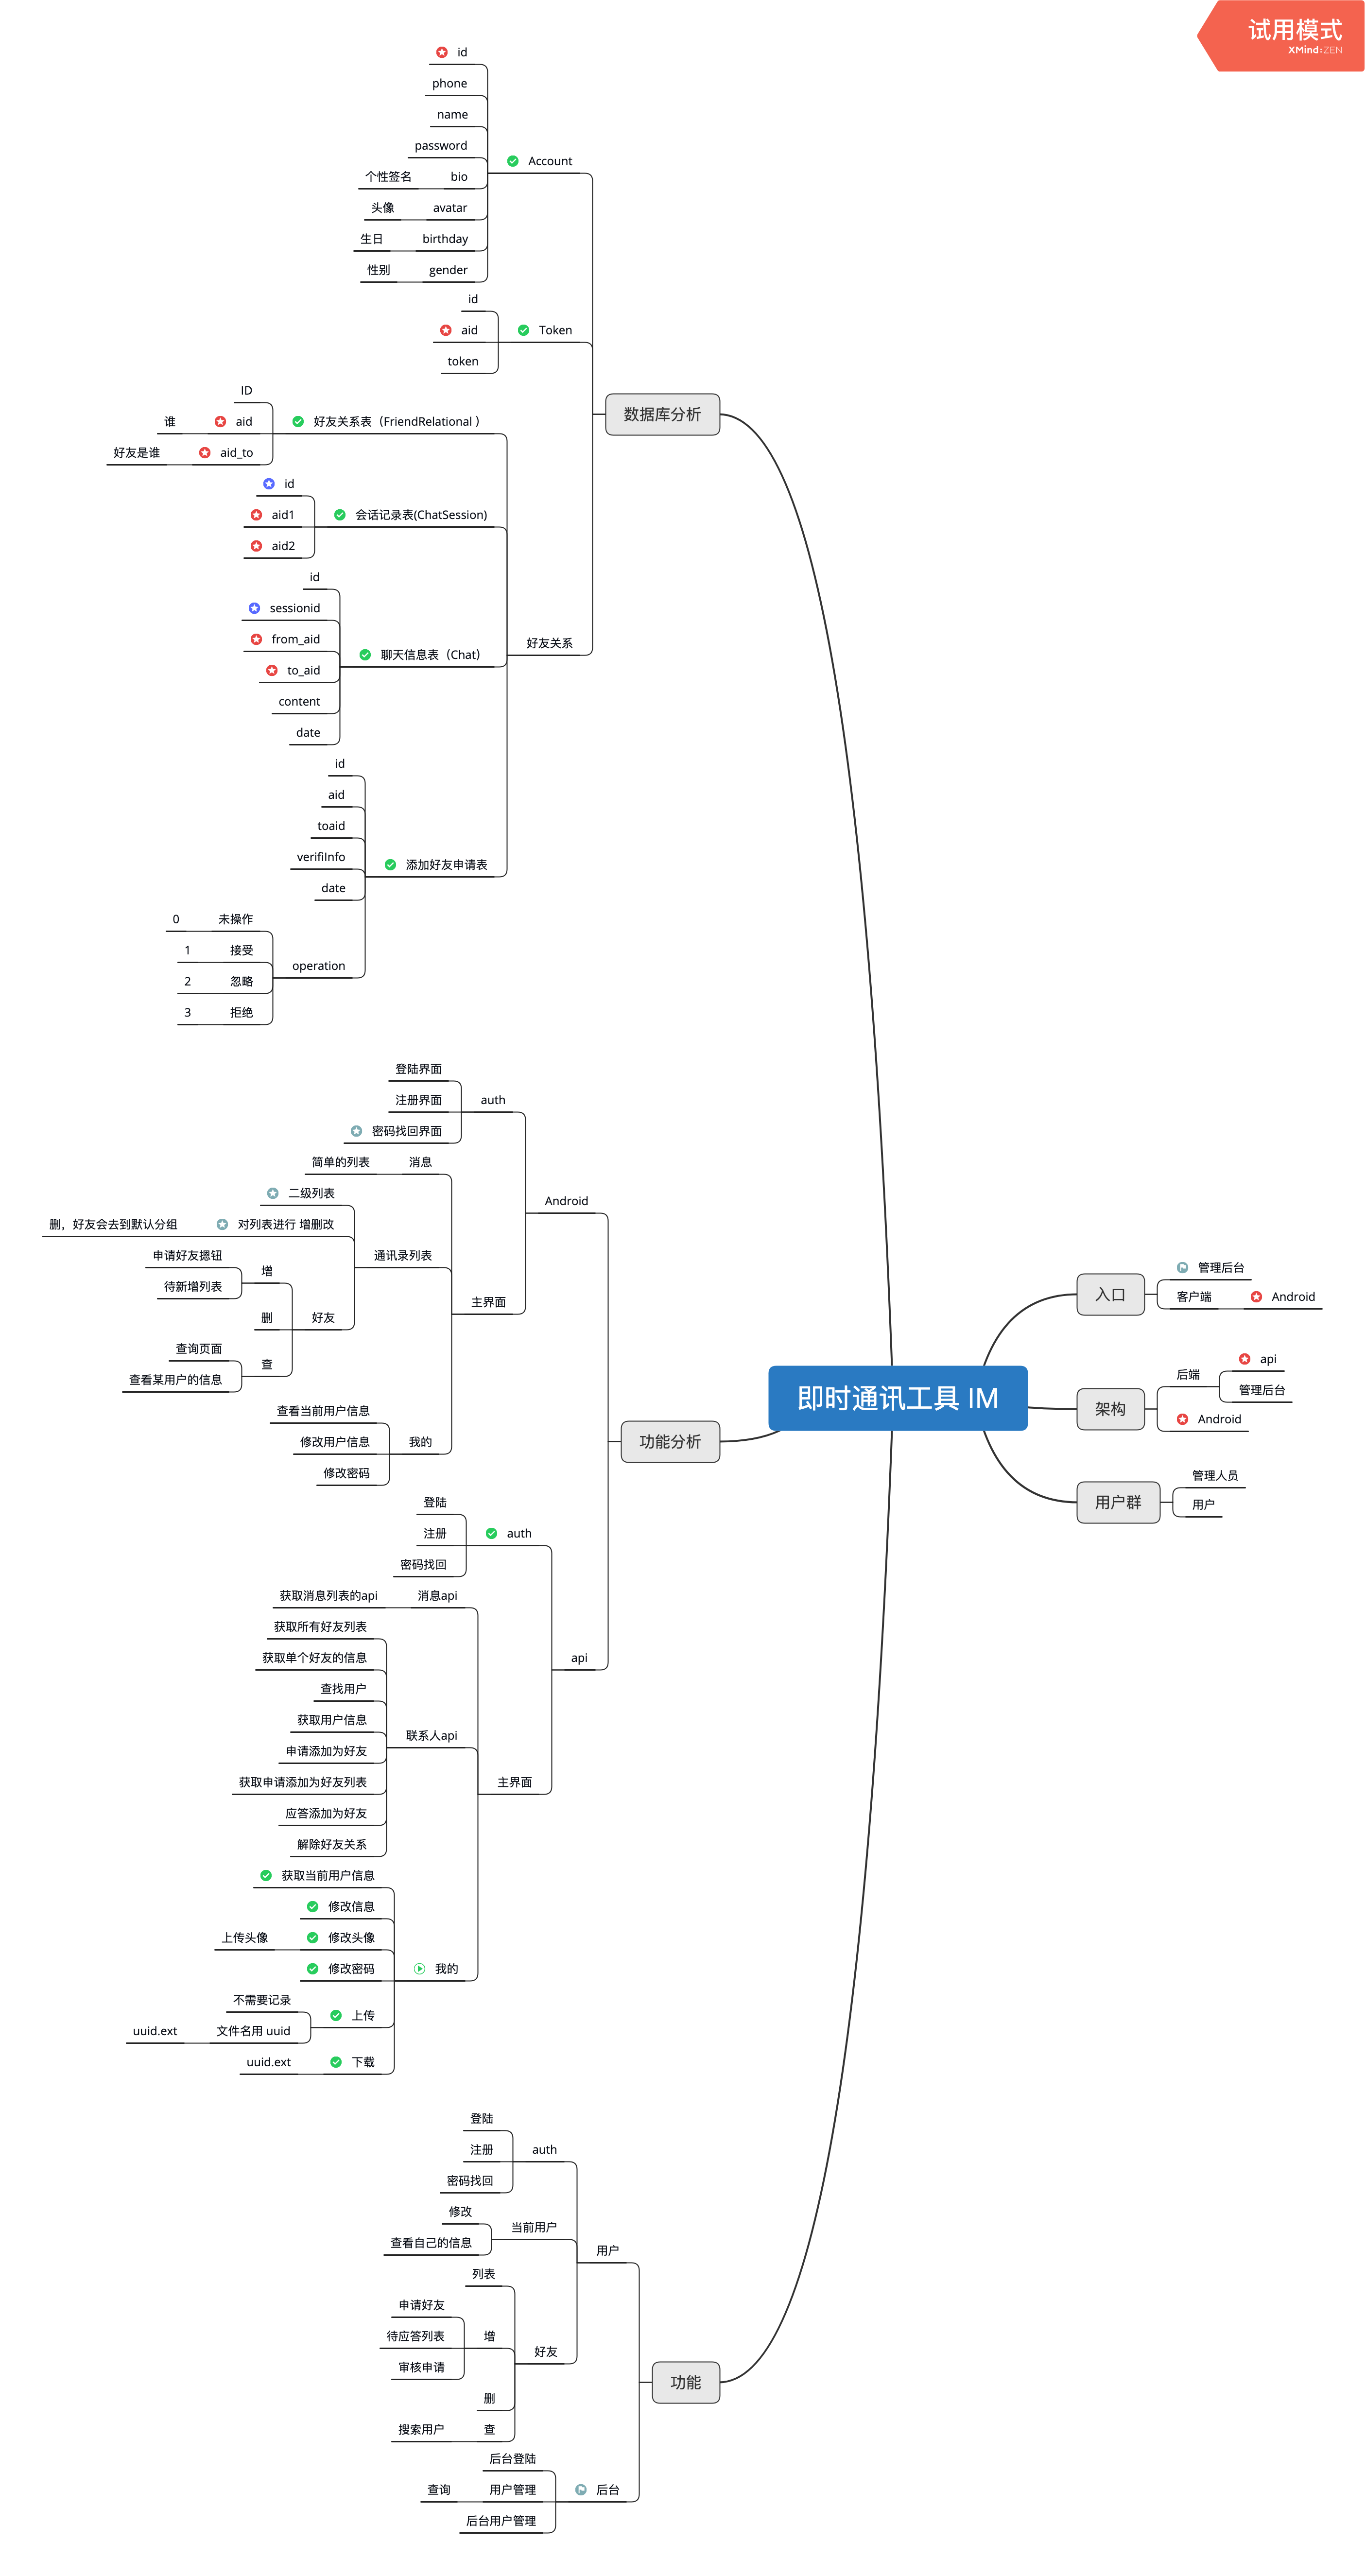 试用模式
XMind:ZEN
id
phone
name
password
个性签名 bio
头像 avatar
生日 birthday
性别 gender
Account
id
aid
token
Token
数据库分析
ID
谁 aid
好友是谁 aid_to
好友关系表（FriendRelational ）
id
aid1
aid2
会话记录表(ChatSession)
id
sessionid
from_aid
to_aid
content
date
聊天信息表（Chat）
好友关系
id
aid
toaid
verifiInfo
date
添加好友申请表
0 未操作
1 接受
2 忽略
3 拒绝
operation
登陆界面
注册界面
密码找回界面
auth
简单的列表 消息
二级列表
删，好友会去到默认分组 对列表进行 增删改
通讯录列表
申请好友摁钮
待新增列表
增
删
好友
查询页面
查看某用户的信息
查
主界面
Android
查看当前用户信息
修改用户信息
修改密码
我的
功能分析
登陆
注册
密码找回
auth
获取消息列表的api 消息api
获取所有好友列表
获取单个好友的信息
查找用户
获取用户信息
申请添加为好友
获取申请添加为好友列表
应答添加为好友
解除好友关系
联系人api
api
主界面
获取当前用户信息
修改信息
上传头像 修改头像
修改密码
我的
不需要记录
uuid.ext 文件名用 uuid
上传
uuid.ext 下载
登陆
注册
密码找回
auth
修改
查看自己的信息
当前用户
用户
列表
申请好友
待应答列表
审核申请
增
好友
删
搜索用户 查
功能
后台登陆
查询 用户管理
后台用户管理
后台
即时通讯工具 IM
入口
管理后台
客户端 Android
架构
后端
api
管理后台
Android
用户群
管理人员
用户